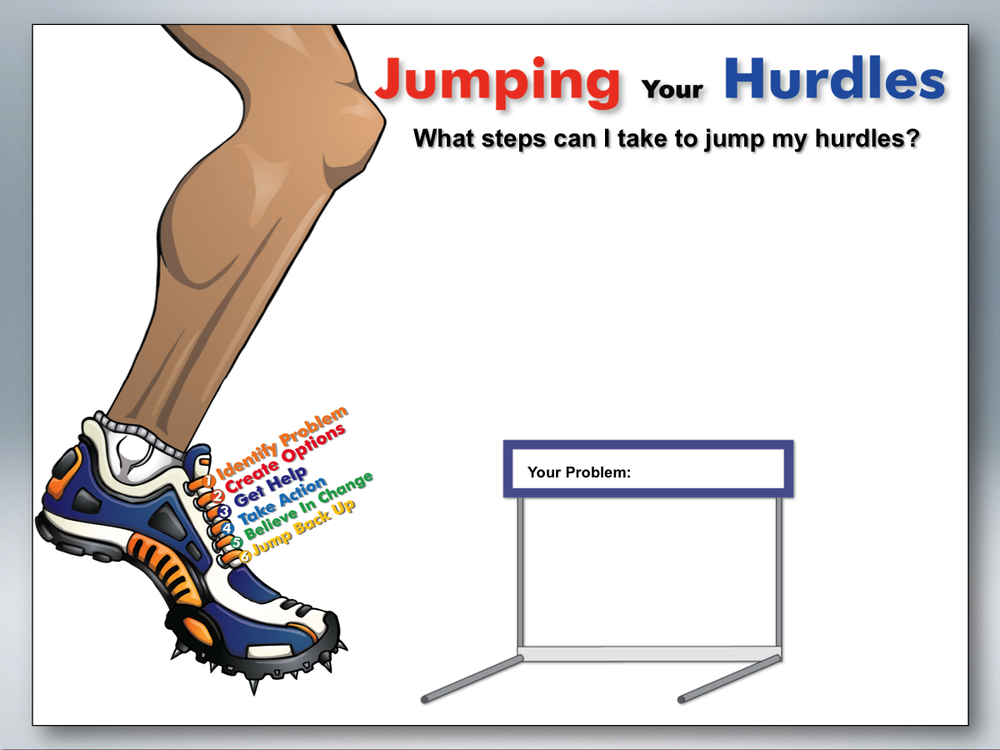 Jumping Your Hurdles
What steps can I take to jump my hurdles?
1 Identify Problem
2 Create Options
3 Get Help
4 Take Action
5 Believe In Change
6 Jump Back Up
Your Problem: